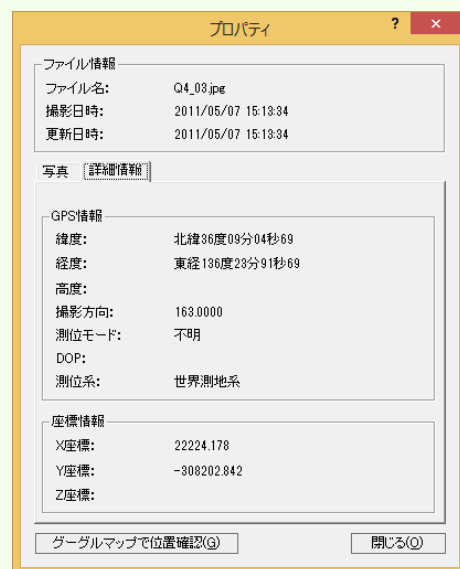 プロパティ
?
×
ファイル情報
ファイル名: Q4_03.jpg
撮影日時: 2011/05/07 15:13:34
更新日時: 2011/05/07 15:13:34
写真 詳細情報
GPS情報
緯度: 北緯36度09分04秒69
経度: 東経136度23分91秒69
高度:
撮影方向: 163.0000
測位モード: 不明
DOP:
測位系: 世界測地系
座標情報
X座標: 22224.178
Y座標: -308202.842
Z座標:
グーグルマップで位置確認(G) 閉じる(O)